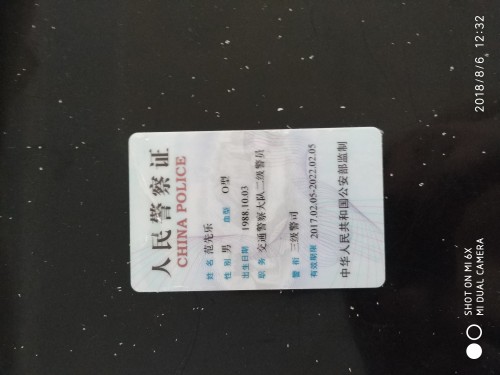 人民警察证
CHINA POLICE
姓名 范先乐
性别 男 血型 O型
出生日期 1988.10.03
职务 交通警察大队二级警员
警衔 三级警司
有效期限 2017.02.05-2022.02.05
中华人民共和国公安部监制
2018/8/6 12:32
SHOT ON MI 6X
MI DUAL CAMERA